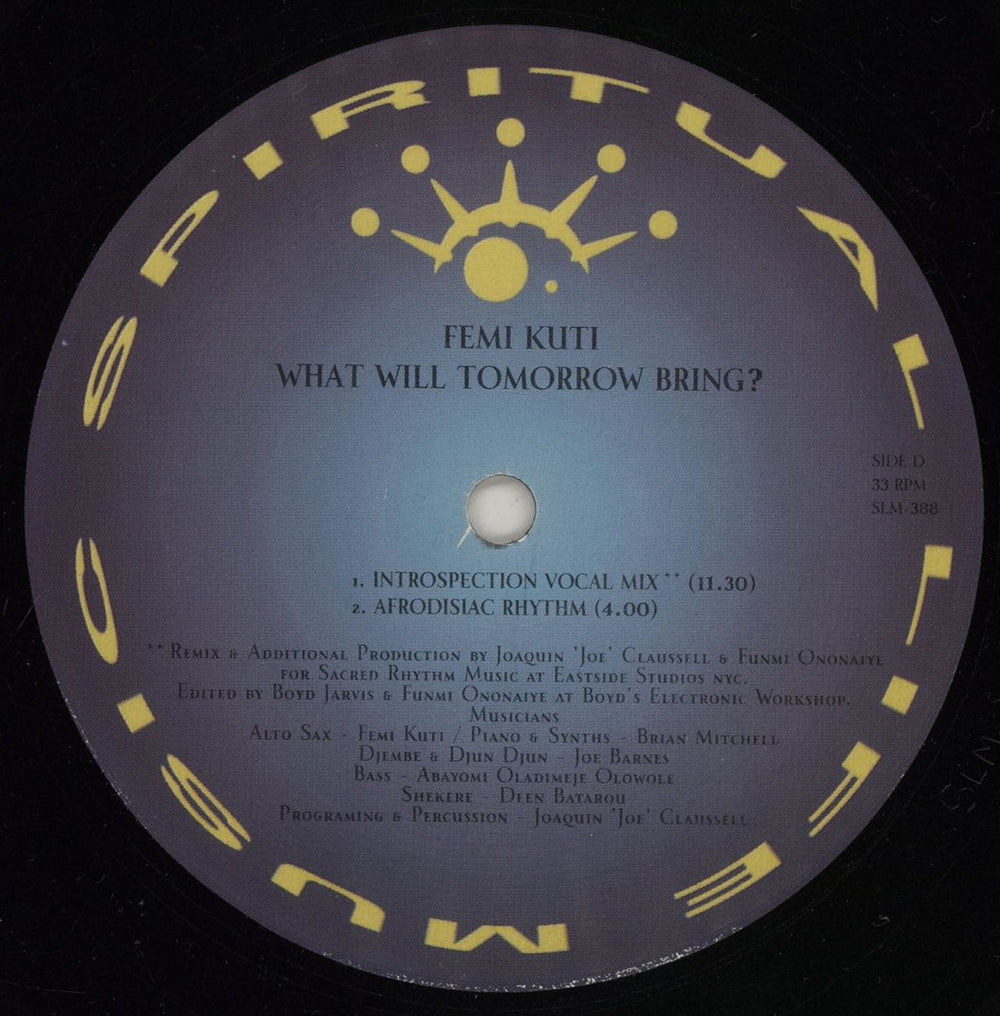 SPIRITUAL LIFE MUSIC
FEMI KUTI
WHAT WILL TOMORROW BRING?
SIDE D
33 RPM
SLM-388
1. INTROSPECTION VOCAL MIX ** (11.30)
2. AFRODISIAC RHYTHM (4.00)
** REMIX & ADDITIONAL PRODUCTION BY JOAQUIN 'JOE' CLAUSSELL & FUNMI ONONAIYE
FOR SACRED RHYTHM MUSIC AT EASTSIDE STUDIOS NYC.
EDITED BY BOYD JARVIS & FUNMI ONONAIYE AT BOYD'S ELECTRONIC WORKSHOP.
MUSICIANS
ALTO SAX - FEMI KUTI / PIANO & SYNTHS - BRIAN MITCHELL
DJEMBE & DJUN DJUN - JOE BARNES
BASS - ABAYOMI OLADIMEJE OLOWOLE
SHEKERE - DEEN BATAROU
PROGRAMING & PERCUSSION - JOAQUIN 'JOE' CLAUSSELL
SLM